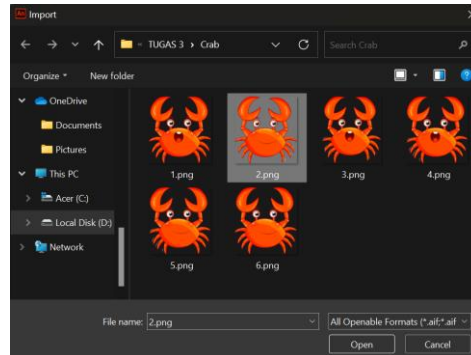 An Import
← → ↑ « TUGAS 3 › Crab Search Crab
Organize New folder
OneDrive
Documents
Pictures
This PC
Acer (C:)
Local Disk (D:)
Network
1.png 2.png 3.png 4.png
5.png 6.png
File name: 2.png All Openable Formats (*.aif;*.aif
Open Cancel